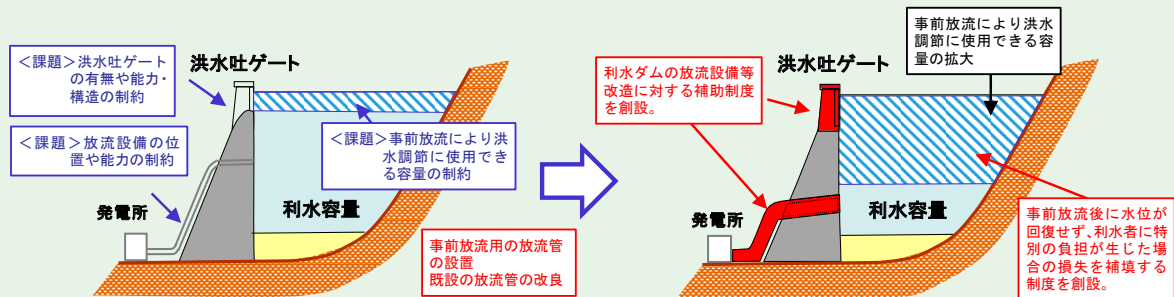 <課題>洪水吐ゲート
の有無や能力・
構造の制約
洪水吐ゲート
<課題>放流設備の位
置や能力の制約
<課題>事前放流により洪
水調節に使用でき
る容量の制約
発電所
利水容量
事前放流用の放流管
の設置
既設の放流管の改良
利水ダムの放流設備等
改造に対する補助制度
を創設。
洪水吐ゲート
事前放流により洪水
調節に使用できる容
量の拡大
発電所
利水容量
事前放流後に水位が
回復せず、利水者に特
別の負担が生じた場
合の損失を補填する
制度を創設。